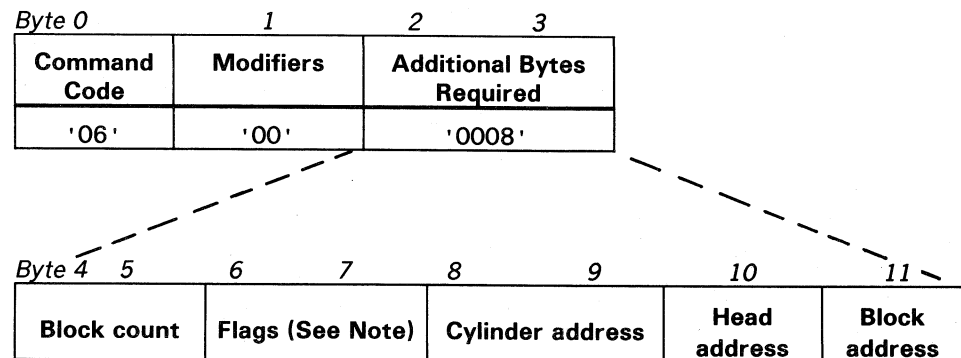 Byte 0 1 2 3
Command Code Modifiers Additional Bytes Required
'06' '00' '0008'
Byte 4 5 6 7 8 9 10 11
Block count Flags (See Note) Cylinder address Head address Block address